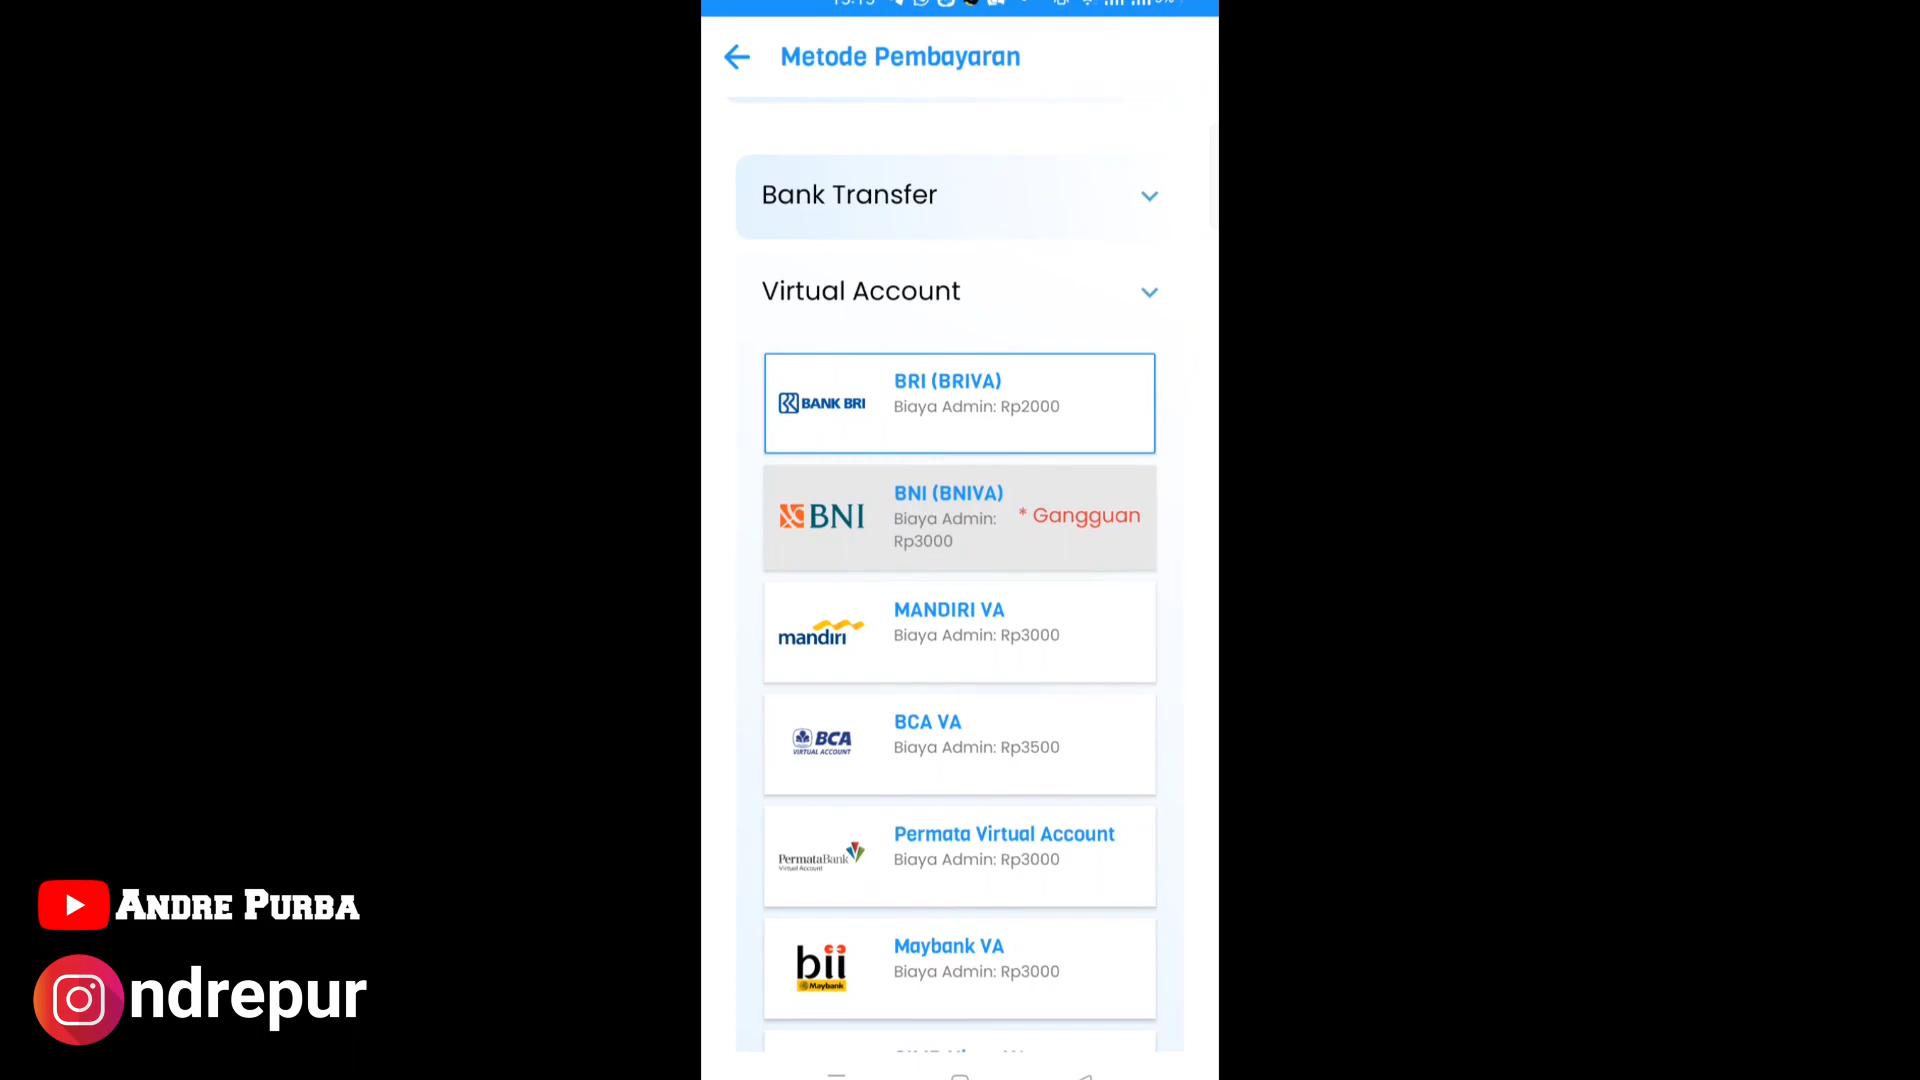 Metode Pembayaran
Bank Transfer
Virtual Account
BANK BRI
BRI (BRIVA)
Biaya Admin: Rp2000
BNI
BNI (BNIVA)
Biaya Admin:
Rp3000
* Gangguan
mandiri
MANDIRI VA
Biaya Admin: Rp3000
BCA
VIRTUAL ACCOUNT
BCA VA
Biaya Admin: Rp3500
PermataBank
Virtual Account
Permata Virtual Account
Biaya Admin: Rp3000
bii
Maybank
Maybank VA
Biaya Admin: Rp3000
ANDRE PURBA
ndrepur